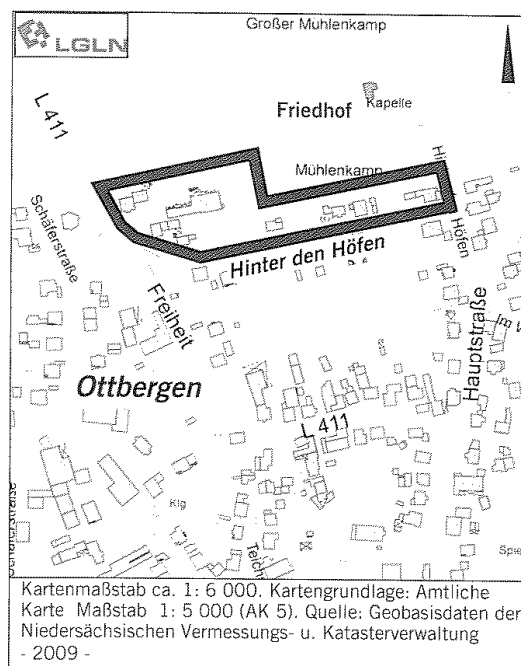 LGLN
Großer Mühlenkamp
L 411
Friedhof
Kapelle
Mühlenkamp
Schäferstraße
Hinter den Höfen
Höfen
Freiheit
Hauptstraße
Ottbergen
L 411
Klg
Kartenmaßstab ca. 1: 6 000. Kartengrundlage: Amtliche
Karte Maßstab 1: 5 000 (AK 5). Quelle: Geobasisdaten der
Niedersächsischen Vermessungs- u. Katasterverwaltung
- 2009 -